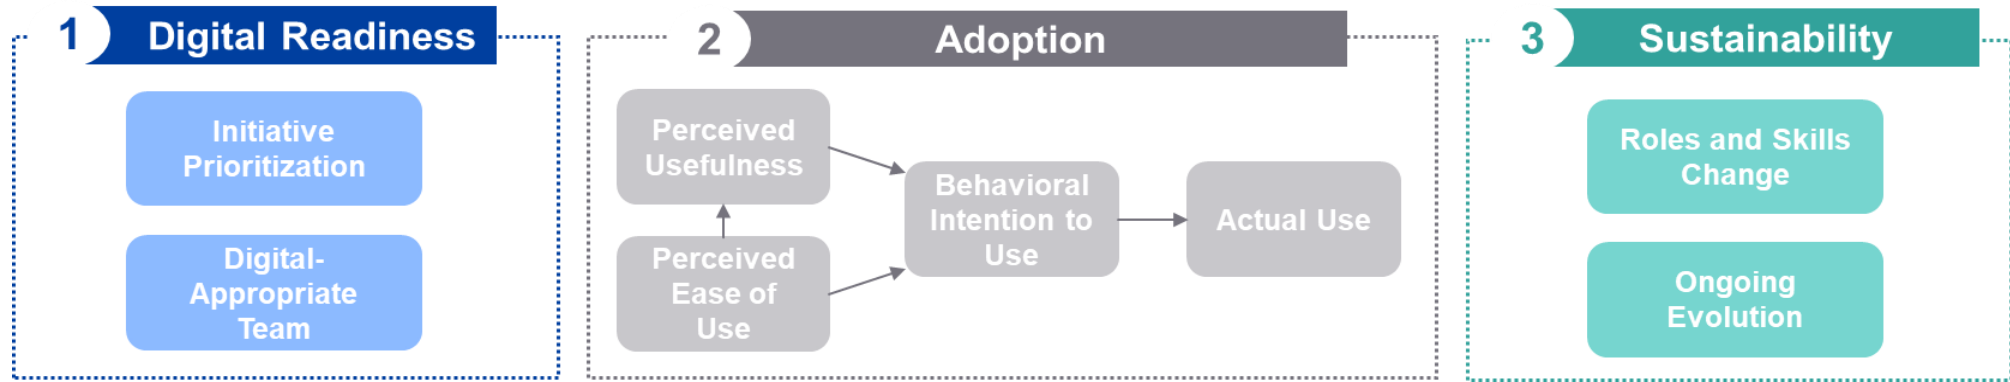 1 Digital Readiness
Initiative
Prioritization
Digital-
Appropriate
Team
2 Adoption
Perceived
Usefulness
Perceived
Ease of
Use
Behavioral
Intention to
Use
Actual Use
3 Sustainability
Roles and Skills
Change
Ongoing
Evolution